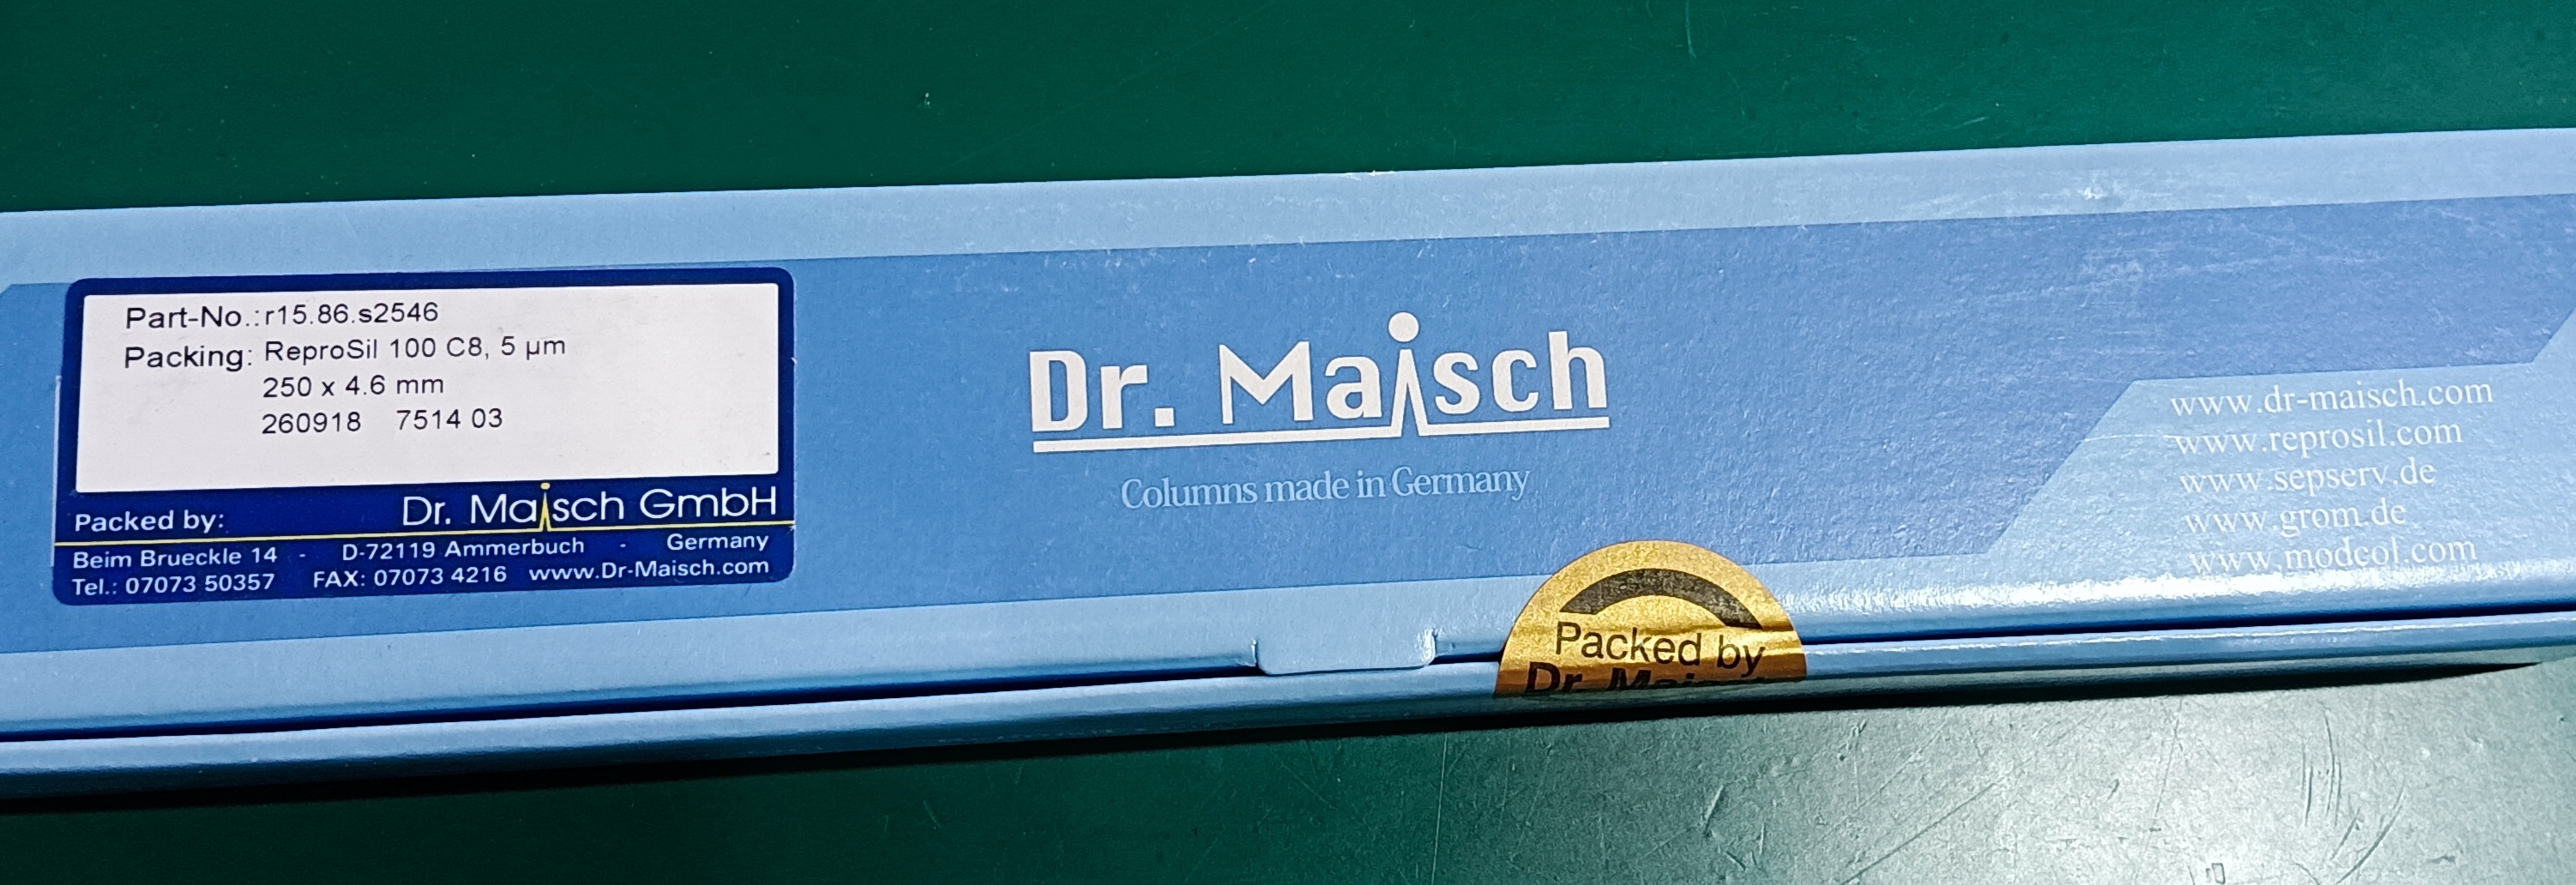 Part-No.:r15.86.s2546
Packing: ReproSil 100 C8, 5 µm
250 x 4.6 mm
260918 7514 03
Packed by: Dr. Maisch GmbH
Beim Brueckle 14 - D-72119 Ammerbuch - Germany
Tel.: 07073 50357 FAX: 07073 4216 www.Dr-Maisch.com
Dr. Maisch
Columns made in Germany
www.dr-maisch.com
www.reprosil.com
www.sepserv.de
www.grom.de
www.modcol.com
Packed by
Dr. Maisch